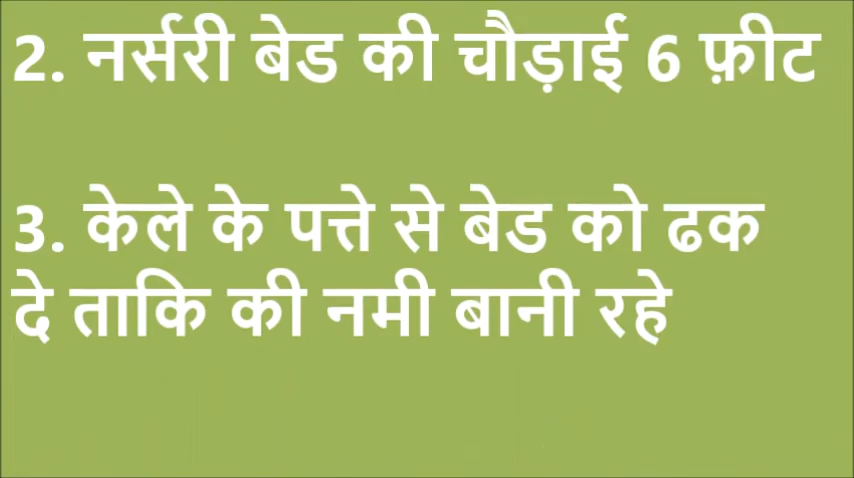 2. नर्सरी बेड की चौड़ाई 6 फ़ीट
3. केले के पत्ते से बेड को ढक
दे ताकि की नमी बानी रहे